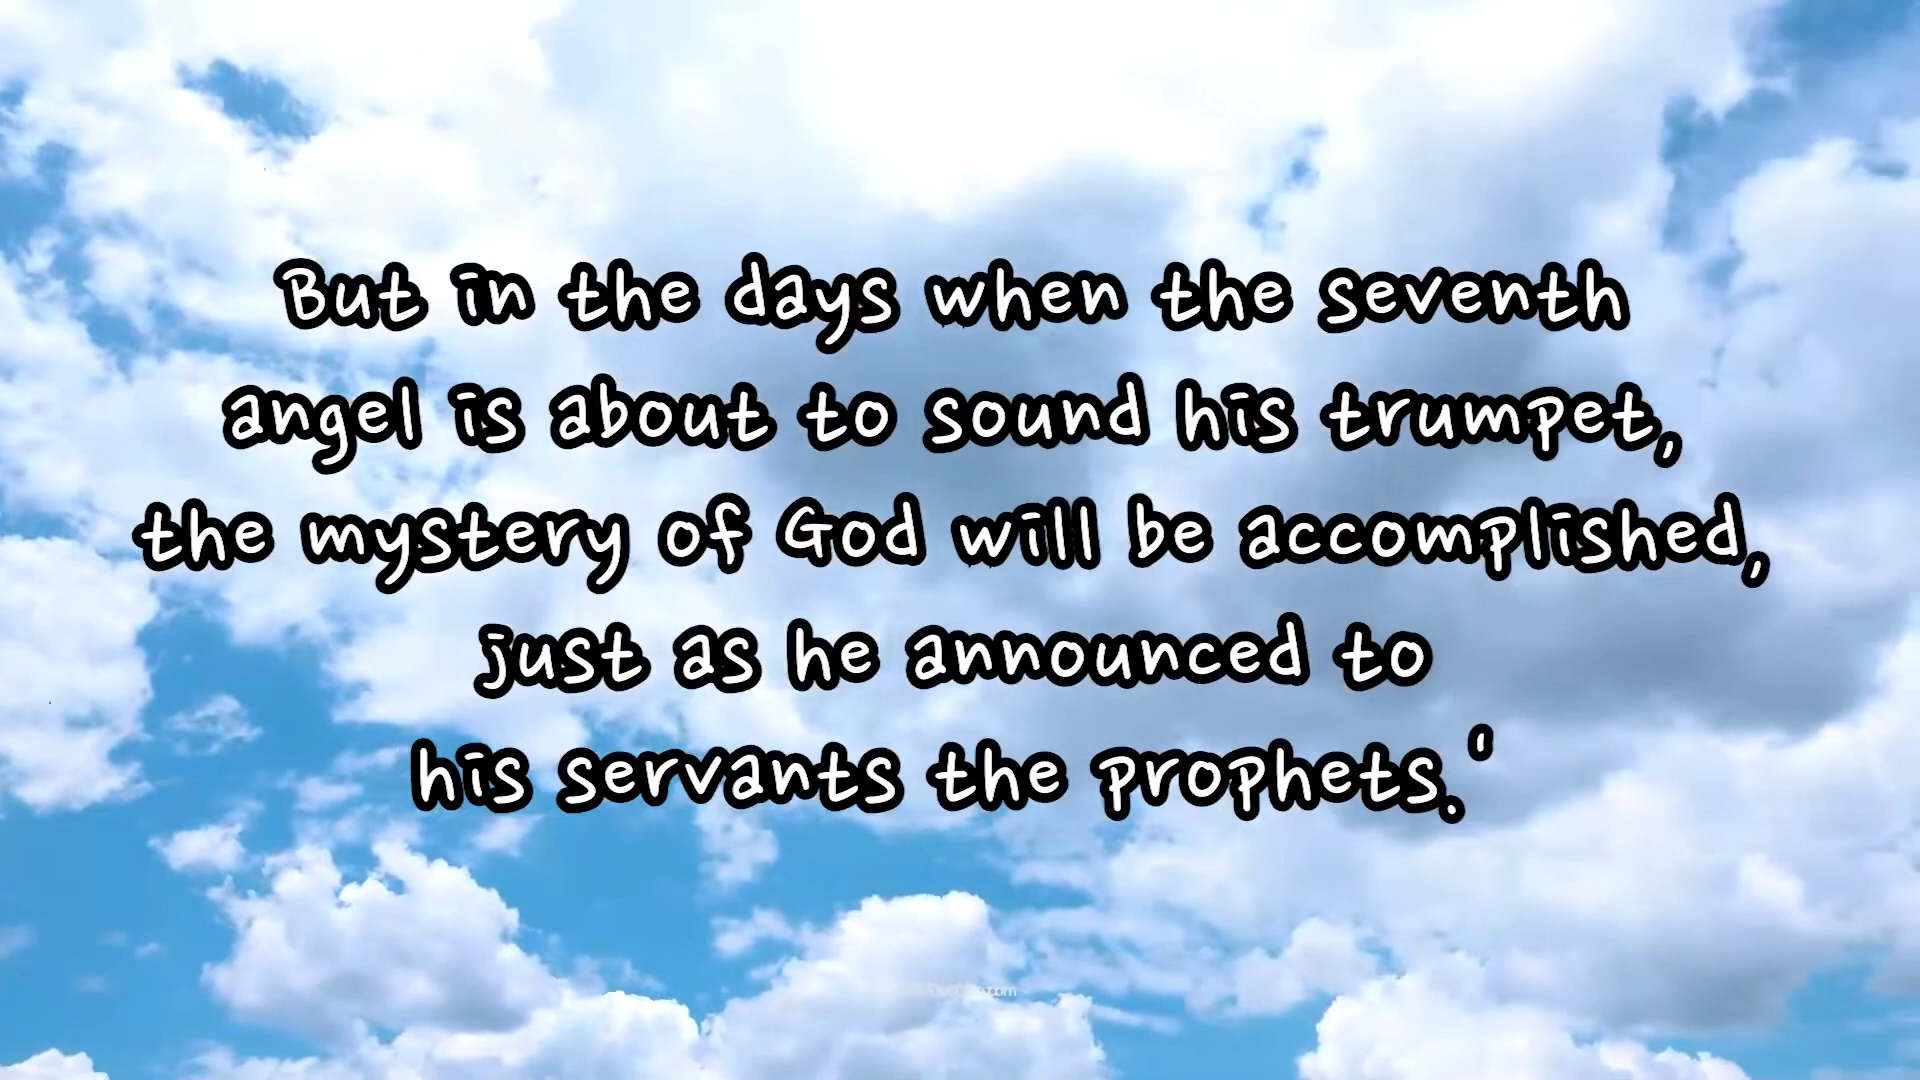 But in the days when the seventh
angel is about to sound his trumpet,
the mystery of God will be accomplished,
just as he announced to
his servants the prophets.'